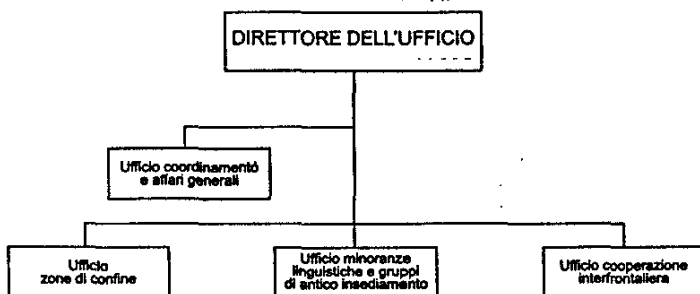 DIRETTORE DELL'UFFICIO
Ufficio coordinamento
e affari generali
Ufficio
zone di confine
Ufficio minoranze
linguistiche e gruppi
di antico insediamento
Ufficio cooperazione
interfrontaliera